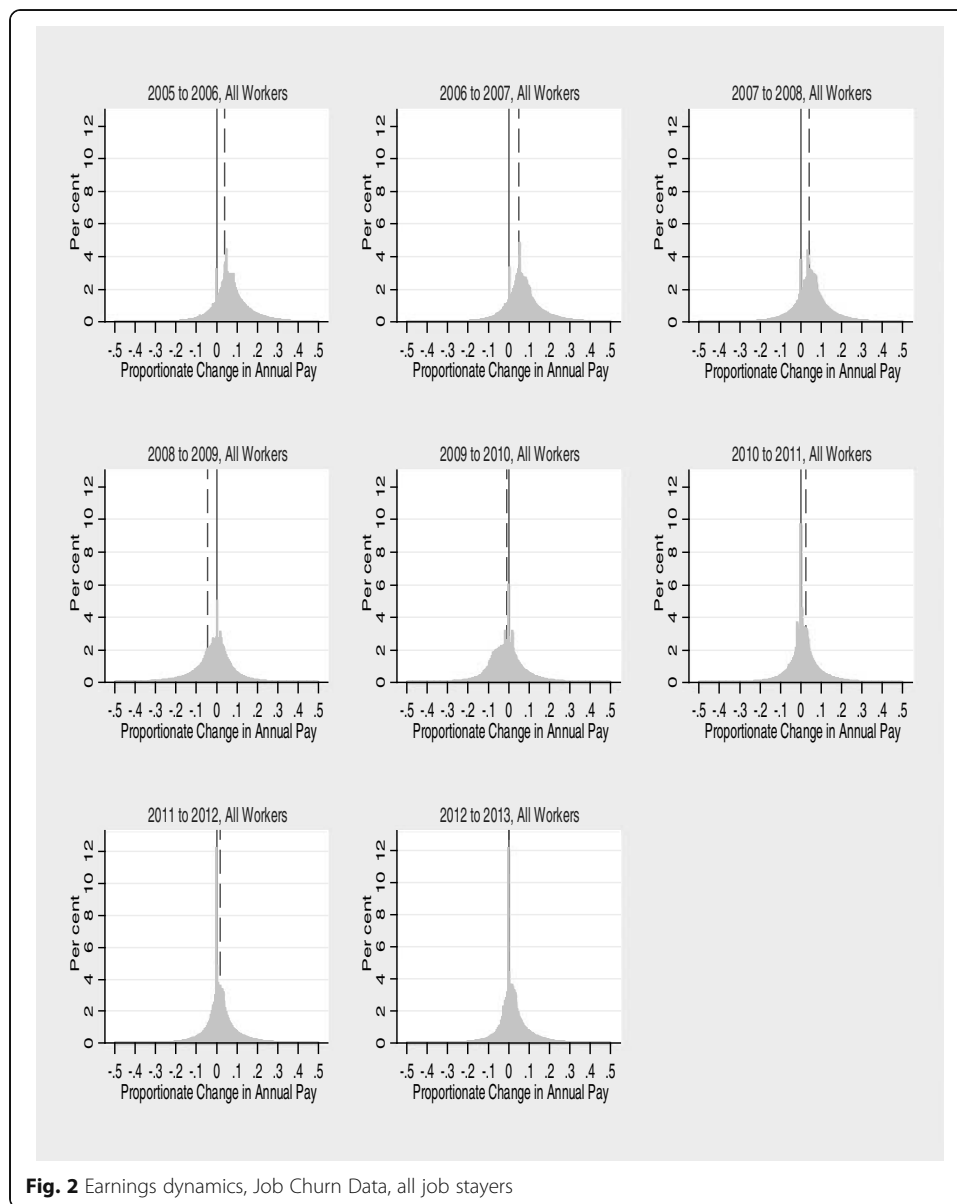 2005 to 2006, All Workers
Per cent
0 2 4 6 8 10 12
-.5 -.4 -.3 -.2 -.1 0 .1 .2 .3 .4 .5
Proportionate Change in Annual Pay
2006 to 2007, All Workers
Per cent
0 2 4 6 8 10 12
-.5 -.4 -.3 -.2 -.1 0 .1 .2 .3 .4 .5
Proportionate Change in Annual Pay
2007 to 2008, All Workers
Per cent
0 2 4 6 8 10 12
-.5 -.4 -.3 -.2 -.1 0 .1 .2 .3 .4 .5
Proportionate Change in Annual Pay
2008 to 2009, All Workers
Per cent
0 2 4 6 8 10 12
-.5 -.4 -.3 -.2 -.1 0 .1 .2 .3 .4 .5
Proportionate Change in Annual Pay
2009 to 2010, All Workers
Per cent
0 2 4 6 8 10 12
-.5 -.4 -.3 -.2 -.1 0 .1 .2 .3 .4 .5
Proportionate Change in Annual Pay
2010 to 2011, All Workers
Per cent
0 2 4 6 8 10 12
-.5 -.4 -.3 -.2 -.1 0 .1 .2 .3 .4 .5
Proportionate Change in Annual Pay
2011 to 2012, All Workers
Per cent
0 2 4 6 8 10 12
-.5 -.4 -.3 -.2 -.1 0 .1 .2 .3 .4 .5
Proportionate Change in Annual Pay
2012 to 2013, All Workers
Per cent
0 2 4 6 8 10 12
-.5 -.4 -.3 -.2 -.1 0 .1 .2 .3 .4 .5
Proportionate Change in Annual Pay
Fig. 2 Earnings dynamics, Job Churn Data, all job stayers